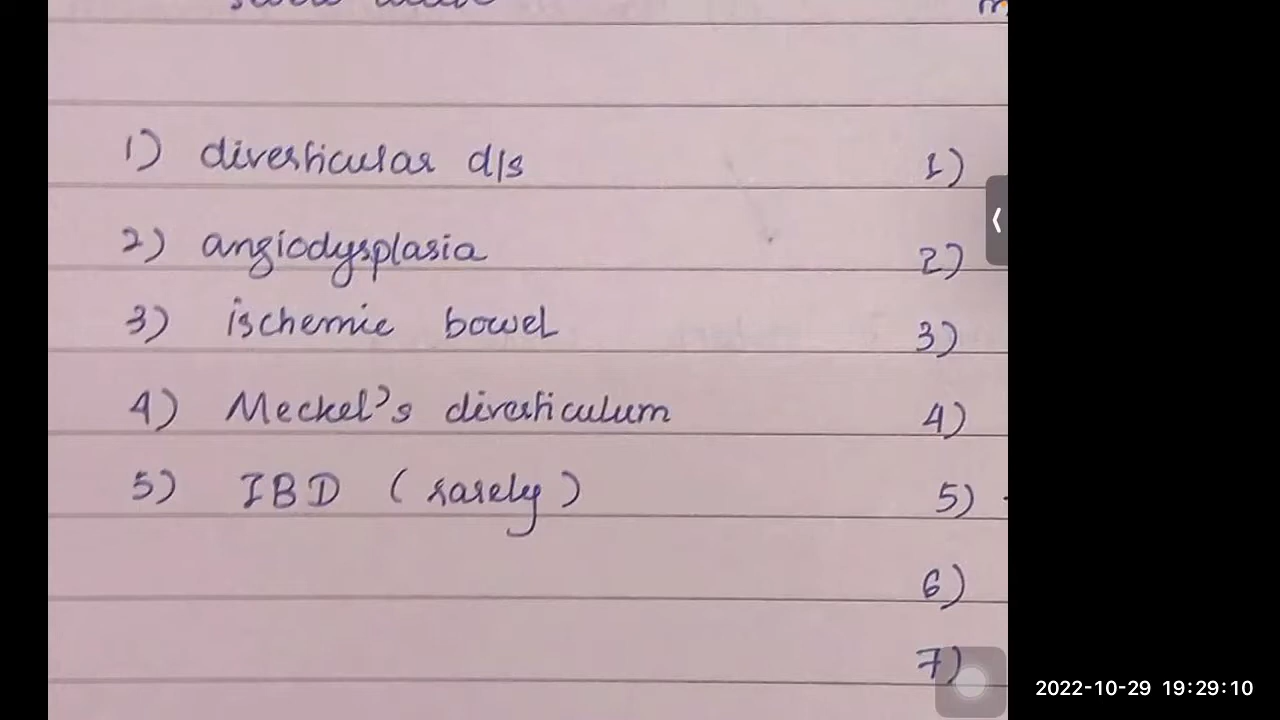 1) diverticular d/s 1)
2) angiodysplasia 2)
3) ischemic bowel 3)
4) Meckel's diverticulum 4)
5) IBD (rarely) 5)
6)
7)
2022-10-29 19:29:10